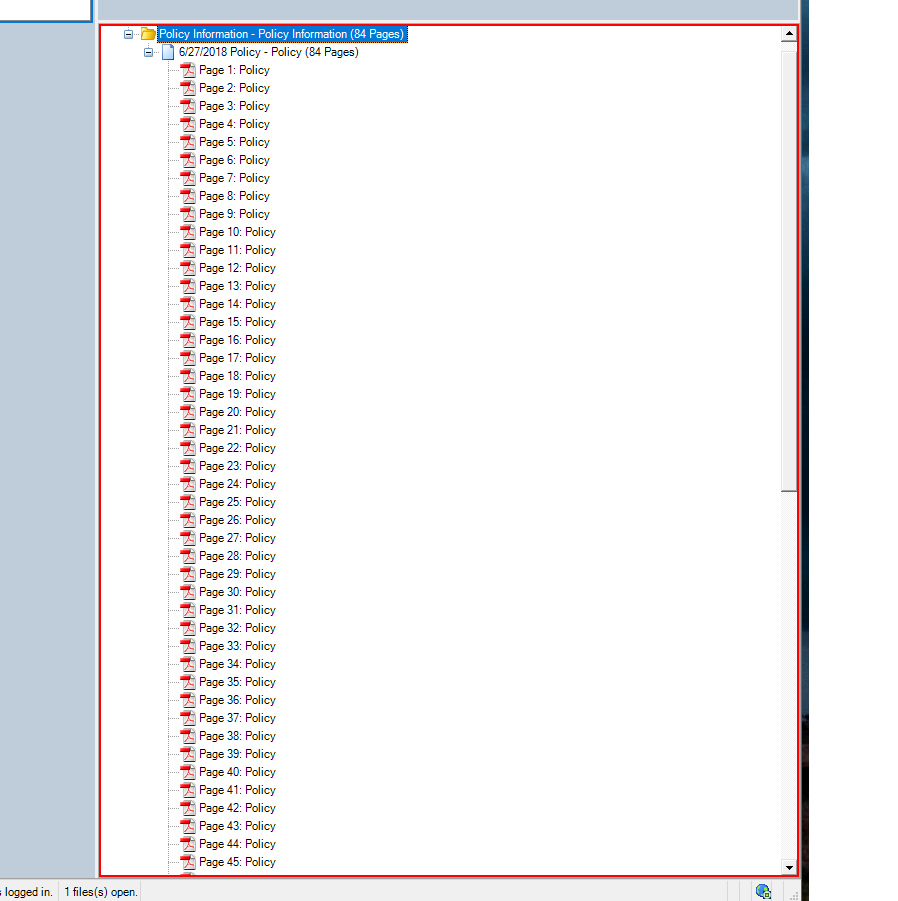 Policy Information - Policy Information (84 Pages)
6/27/2018 Policy - Policy (84 Pages)
Page 1: Policy
Page 2: Policy
Page 3: Policy
Page 4: Policy
Page 5: Policy
Page 6: Policy
Page 7: Policy
Page 8: Policy
Page 9: Policy
Page 10: Policy
Page 11: Policy
Page 12: Policy
Page 13: Policy
Page 14: Policy
Page 15: Policy
Page 16: Policy
Page 17: Policy
Page 18: Policy
Page 19: Policy
Page 20: Policy
Page 21: Policy
Page 22: Policy
Page 23: Policy
Page 24: Policy
Page 25: Policy
Page 26: Policy
Page 27: Policy
Page 28: Policy
Page 29: Policy
Page 30: Policy
Page 31: Policy
Page 32: Policy
Page 33: Policy
Page 34: Policy
Page 35: Policy
Page 36: Policy
Page 37: Policy
Page 38: Policy
Page 39: Policy
Page 40: Policy
Page 41: Policy
Page 42: Policy
Page 43: Policy
Page 44: Policy
Page 45: Policy
logged in. 1 files(s) open.